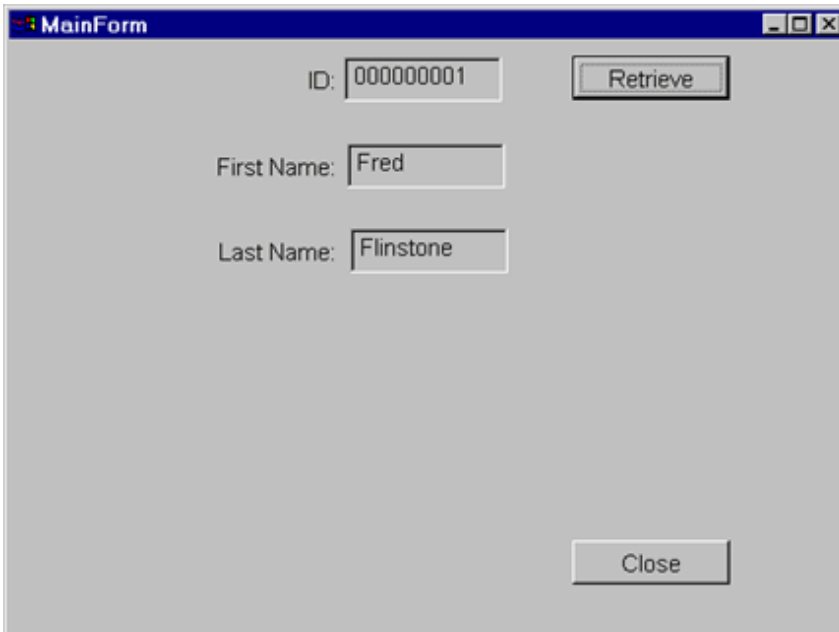 MainForm
ID: 000000001 Retrieve
First Name: Fred
Last Name: Flinstone
Close